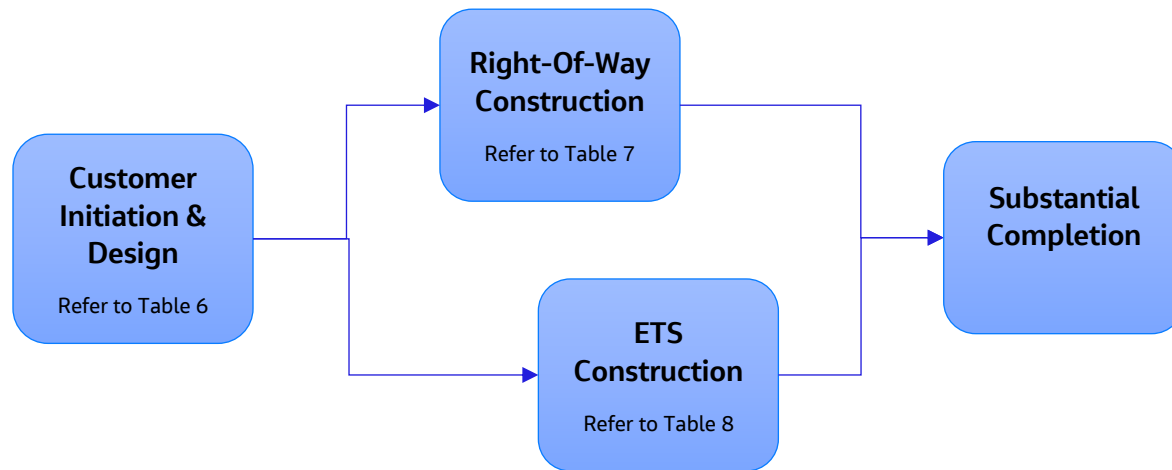 Customer
Initiation &
Design
Refer to Table 6
Right-Of-Way
Construction
Refer to Table 7
ETS
Construction
Refer to Table 8
Substantial
Completion